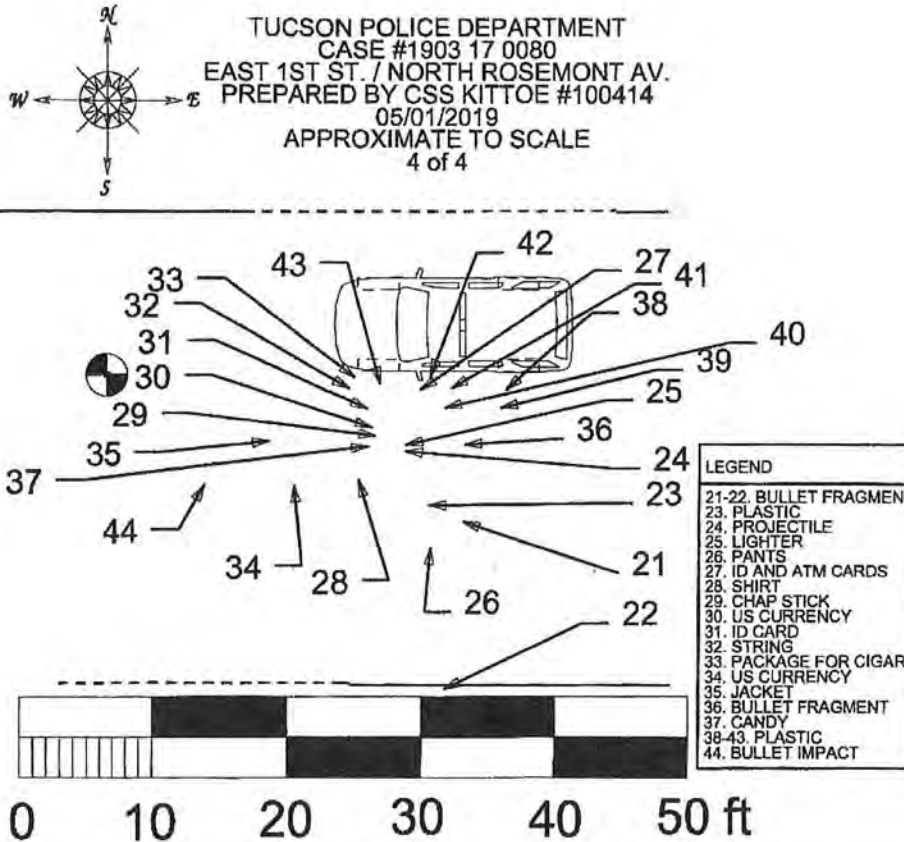 N
W E
S
TUCSON POLICE DEPARTMENT
CASE #1903 17 0080
EAST 1ST ST. / NORTH ROSEMONT AV.
PREPARED BY CSS KITTOE #100414
05/01/2019
APPROXIMATE TO SCALE
4 of 4
42
43
27
33
41
32
38
31
40
30
39
29
25
35
36
37
24
23
44
34
28
21
26
22
LEGEND
21-22. BULLET FRAGMEN
23. PLASTIC
24. PROJECTILE
25. LIGHTER
26. PANTS
27. ID AND ATM CARDS
28. SHIRT
29. CHAP STICK
30. US CURRENCY
31. ID CARD
32. STRING
33. PACKAGE FOR CIGAR
34. US CURRENCY
35. JACKET
36. BULLET FRAGMENT
37. CANDY
38-43. PLASTIC
44. BULLET IMPACT
0 10 20 30 40 50 ft